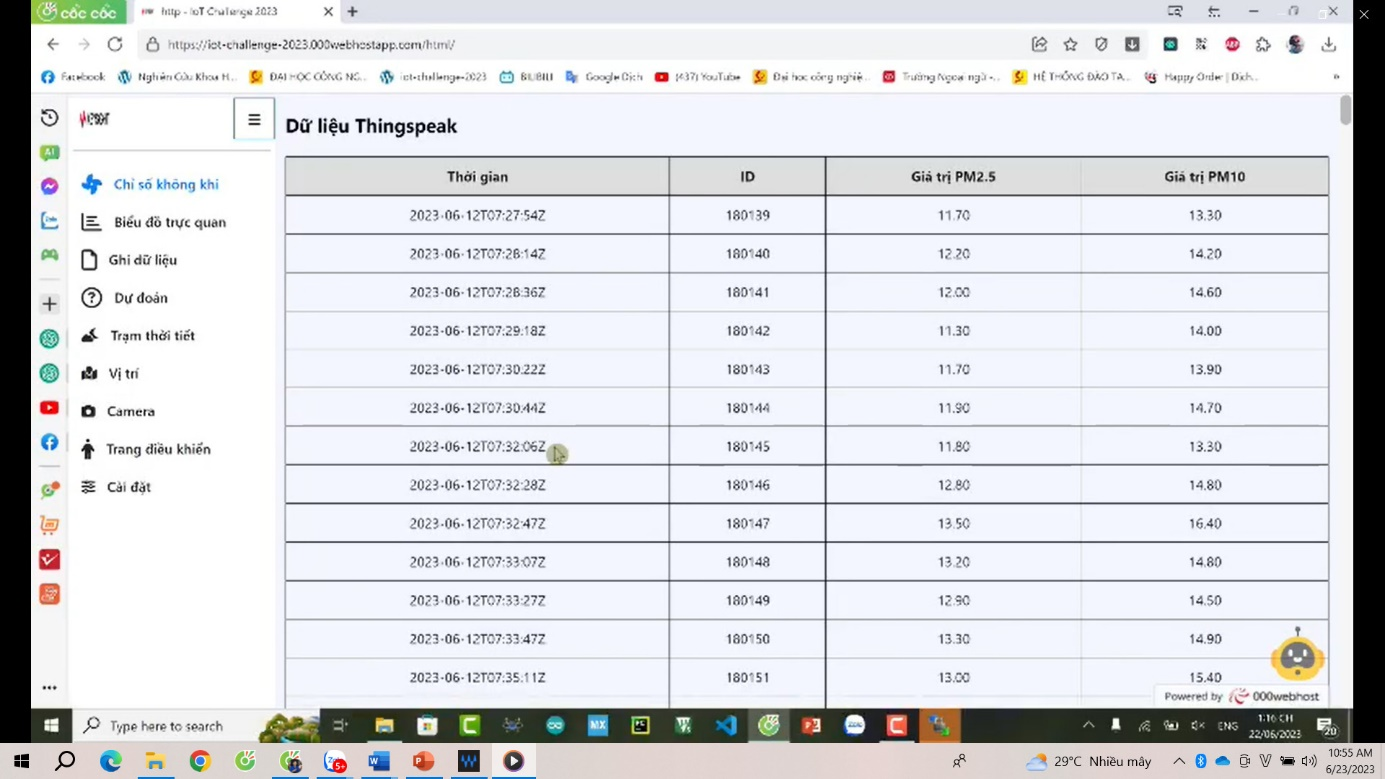 cốc cốc
http - IoT Challenge 2023
https://iot-challenge-2023.000webhostapp.com/html/
Facebook
Nghiên Cứu Khoa H...
ĐẠI HỌC CÔNG NG...
iot-challenge-2023
BILIBILI
Google Dịch
(437) YouTube
Đại học công nghiệ...
Trường Ngoại ngữ -...
HỆ THỐNG ĐÀO TẠ...
Happy Order | Dịch...
Dữ liệu Thingspeak
Chỉ số không khí
Biểu đồ trực quan
Ghi dữ liệu
Dự đoán
Trạm thời tiết
Vị trí
Camera
Trang điều khiển
Cài đặt
AI
Thời gian ID Giá trị PM2.5 Giá trị PM10
2023-06-12T07:27:54Z 180139 11.70 13.30
2023-06-12T07:28:14Z 180140 12.20 14.20
2023-06-12T07:28:36Z 180141 12.00 14.60
2023-06-12T07:29:18Z 180142 11.30 14.00
2023-06-12T07:30:22Z 180143 11.70 13.90
2023-06-12T07:30:44Z 180144 11.90 14.70
2023-06-12T07:32:06Z 180145 11.80 13.30
2023-06-12T07:32:28Z 180146 12.80 14.80
2023-06-12T07:32:47Z 180147 13.50 16.40
2023-06-12T07:33:07Z 180148 13.20 14.80
2023-06-12T07:33:27Z 180149 12.90 14.50
2023-06-12T07:33:47Z 180150 13.30 14.90
2023-06-12T07:35:11Z 180151 13.00 15.40
Powered by 000webhost
Type here to search
ENG
1:16 CH
22/06/2023
20
29°C Nhiều mây
10:55 AM
6/23/2023